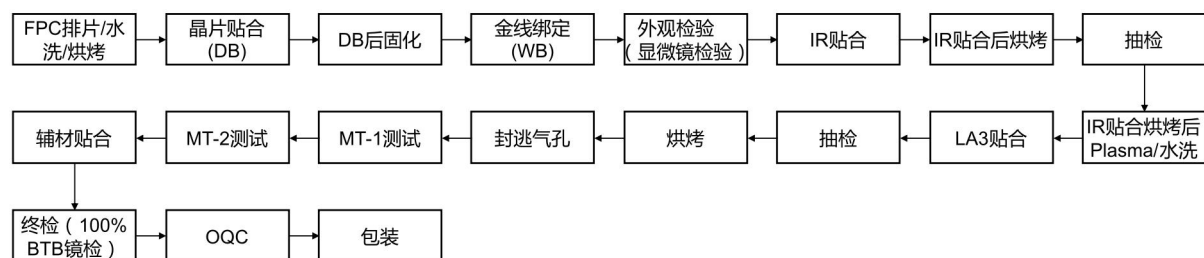 FPC排片/水
洗/烘烤
晶片贴合
(DB)
DB后固化
金线绑定
(WB)
外观检验
（显微镜检验）
IR贴合
IR贴合后烘烤
抽检
IR贴合烘烤后
Plasma/水洗
LA3贴合
抽检
烘烤
封逃气孔
MT-1测试
MT-2测试
辅材贴合
终检（100%
BTB镜检）
OQC
包装